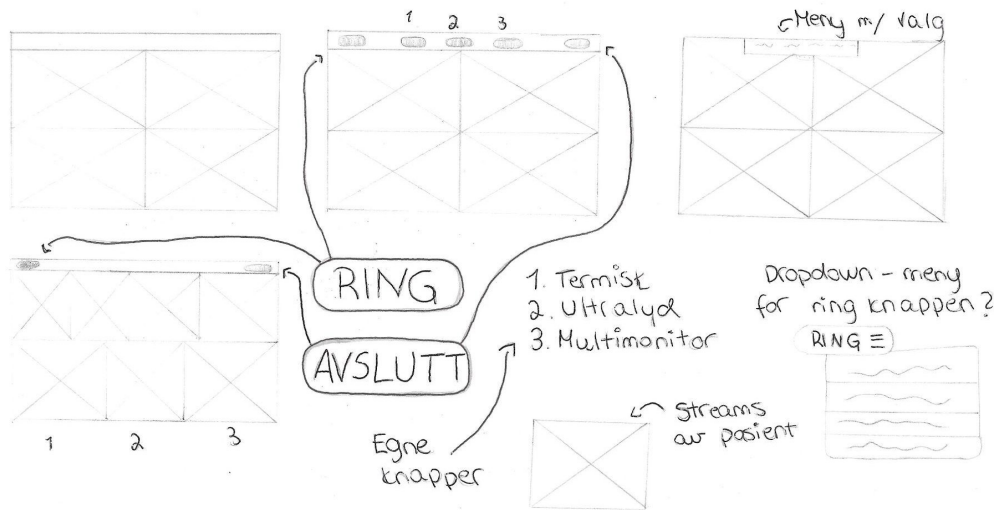 1 2 3
Meny m/ valg
RING
AVSLUTT
1. Termisk
2. Ultralyd
3. Multimonitor
Dropdown - meny
for ring knappen?
RING ≡
1 2 3
Egne
knapper
Streams
av pasient